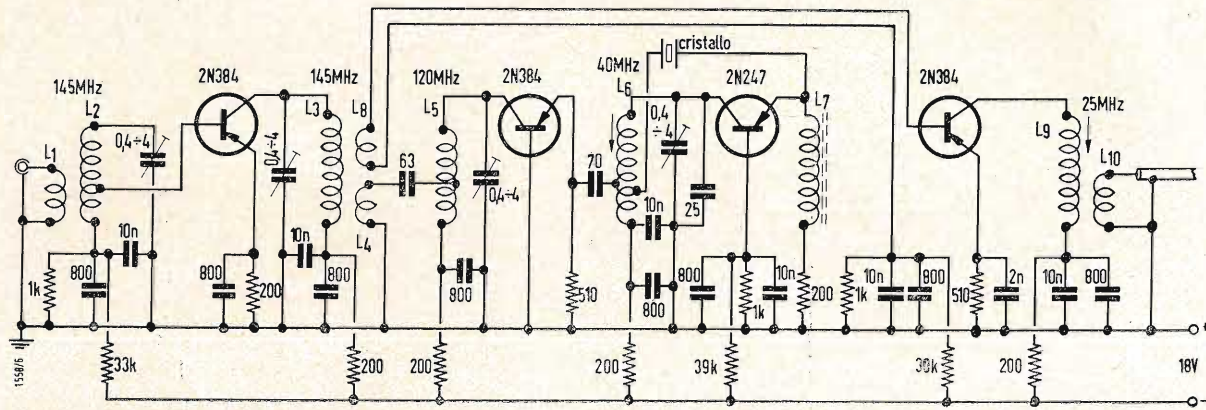 cristallo
145MHz
2N384
145MHz
120MHz
2N384
40MHz
2N247
2N384
25MHz
L1
L2
0,4÷4
0,4÷4
L3
L8
L4
63
L5
0,4÷4
70
L6
0,4
÷4
25
L7
L9
L10
1k
800
10n
800
200
10n
800
800
510
10n
800
800
1k
10n
200
1k
10n
800
510
2n
10n
800
1558/6
33k
200
200
200
39k
200
18V